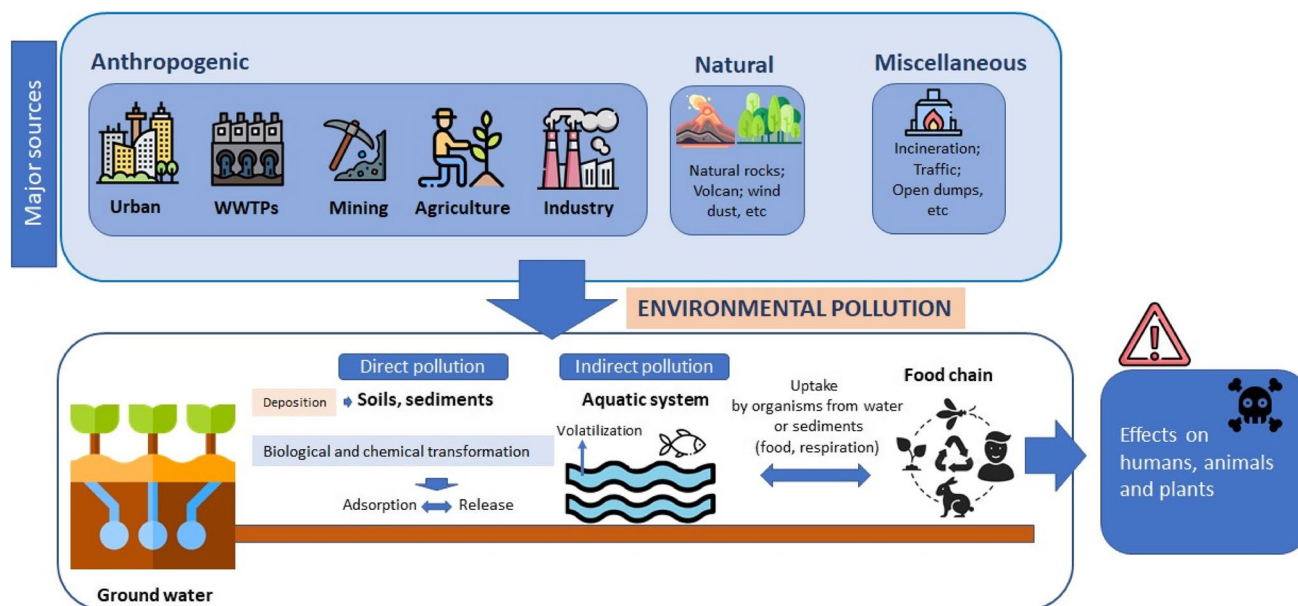 Major sources
Anthropogenic
Urban
WWTPs
Mining
Agriculture
Industry
Natural
Natural rocks;
Volcan; wind
dust, etc
Miscellaneous
Incineration;
Traffic;
Open dumps,
etc
ENVIRONMENTAL POLLUTION
Direct pollution
Deposition
Soils, sediments
Biological and chemical transformation
Adsorption
Release
Indirect pollution
Aquatic system
Volatilization
Uptake
by organisms from water
or sediments
(food, respiration)
Food chain
Ground water
Effects on
humans, animals
and plants